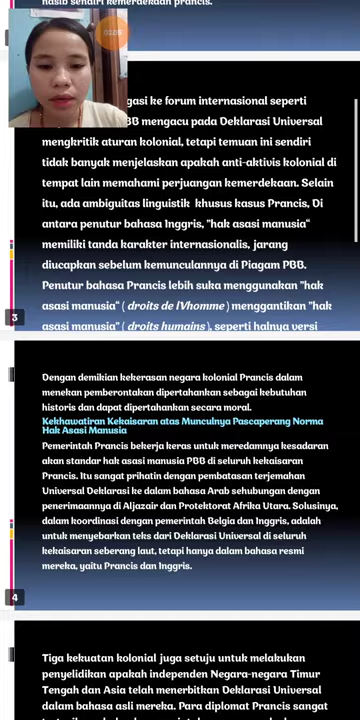 nasib sendiri kemerdekaan prancis.
01:05
gasi ke forum internasional seperti
BB mengacu pada Deklarasi Universal
mengkritik aturan kolonial, tetapi temuan ini sendiri
tidak banyak menjelaskan apakah anti-aktivis kolonial di
tempat lain memahami perjuangan kemerdekaan. Selain
itu, ada ambiguitas linguistik khusus kasus Prancis, Di
antara penutur bahasa Inggris, "hak asasi manusia"
memiliki tanda karakter internasionalis, jarang
diucapkan sebelum kemunculannya di Piagam PBB.
Penutur bahasa Prancis lebih suka menggunakan "hak
asasi manusia" ( droits de lVhomme ) menggantikan "hak
asasi manusia" ( droits humains ), seperti halnya versi
3
Dengan demikian kekerasan negara kolonial Prancis dalam
menekan pemberontakan dipertahankan sebagai kebutuhan
historis dan dapat dipertahankan secara moral.
Kekhawatiran Kekaisaran atas Munculnya Pascaperang Norma
Hak Asasi Manusia
Pemerintah Prancis bekerja keras untuk meredamnya kesadaran
akan standar hak asasi manusia PBB di seluruh kekaisaran
Prancis. Itu sangat prihatin dengan pembatasan terjemahan
Universal Deklarasi ke dalam bahasa Arab sehubungan dengan
penerimaannya di Aljazair dan Protektorat Afrika Utara. Solusinya,
dalam koordinasi dengan pemerintah Belgia dan Inggris, adalah
untuk menyebarkan teks dari Deklarasi Universal di seluruh
kekaisaran seberang laut, tetapi hanya dalam bahasa resmi
mereka, yaitu Prancis dan Inggris.
4
Tiga kekuatan kolonial juga setuju untuk melakukan
penyelidikan apakah independen Negara-negara Timur
Tengah dan Asia telah menerbitkan Deklarasi Universal
dalam bahasa asli mereka. Para diplomat Prancis sangat